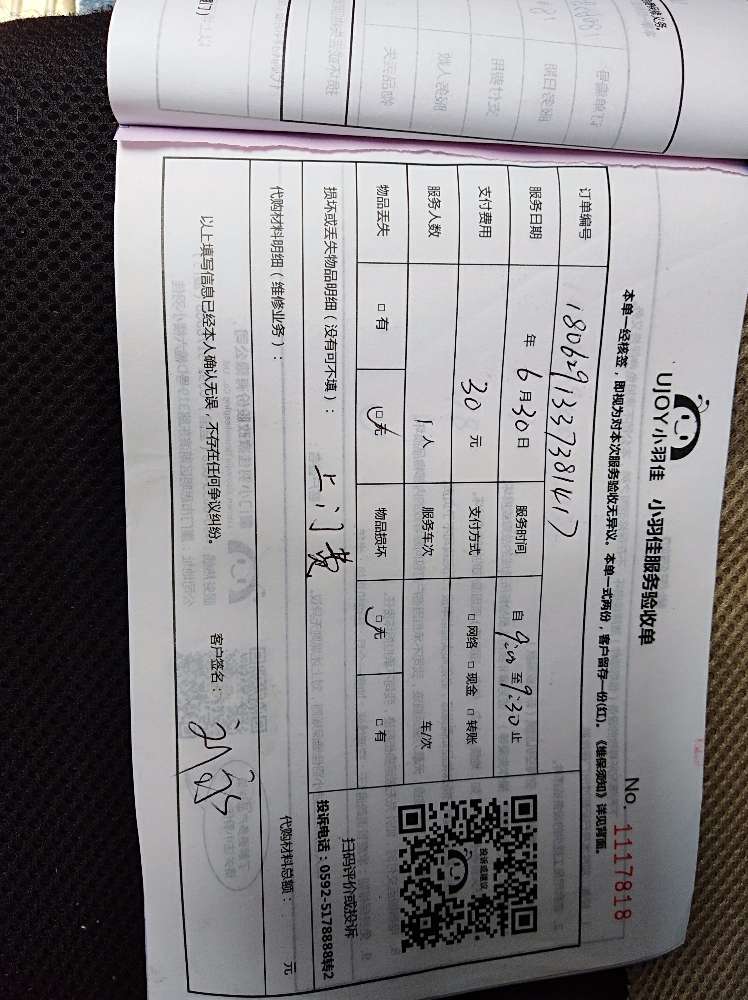 UJOY小羽佳 小羽佳服务验收单
No. 1117818
本单一经核签，即视为对本次服务验收无异议。本单一式两份，客户留存一份(红)。《维保须知》详见背面。
订单编号 1806291337381417
服务日期 年 6月30日 服务时间 自 9:00 至 9:30 止
支付费用 30 元 支付方式 □网络 □现金 □转账
服务人数 1人 服务车次 车/次
物品丢失 □有 □无 物品损坏 □无 □有
损坏或丢失物品明细（没有可不填）： 上门费
投诉或建议
扫码评价或投诉
投诉电话：0592-5178888转2
代购材料明细（维修业务）： 代购材料总额： 元
以上填写信息已经本人确认无误，不存在任何争议纠纷。 客户签名：